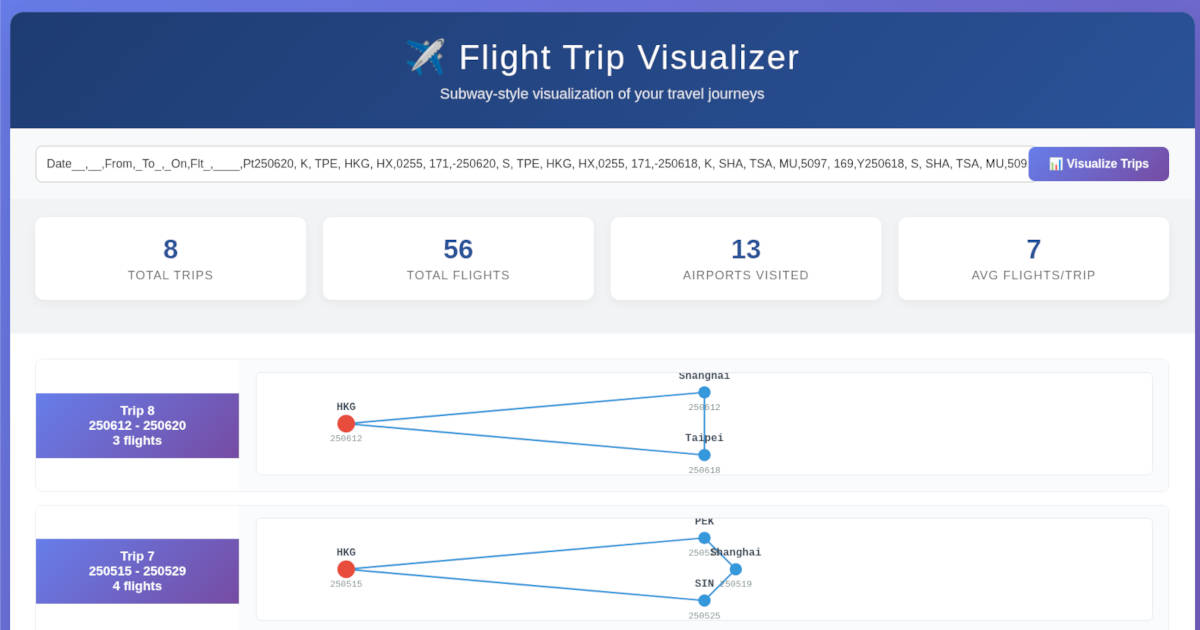 Flight Trip Visualizer
Subway-style visualization of your travel journeys
Date__,__,From,_To_,_On,Flt_,____,Pt250620, K, TPE, HKG, HX,0255, 171,-250620, S, TPE, HKG, HX,0255, 171,-250618, K, SHA, TSA, MU,5097, 169,Y250618, S, SHA, TSA, MU,509
Visualize Trips
8
TOTAL TRIPS
56
TOTAL FLIGHTS
13
AIRPORTS VISITED
7
AVG FLIGHTS/TRIP
Trip 8
250612 - 250620
3 flights
HKG
250612
Shanghai
250612
Taipei
250618
Trip 7
250515 - 250529
4 flights
HKG
250515
PEK
Shanghai
250519
SIN
250525